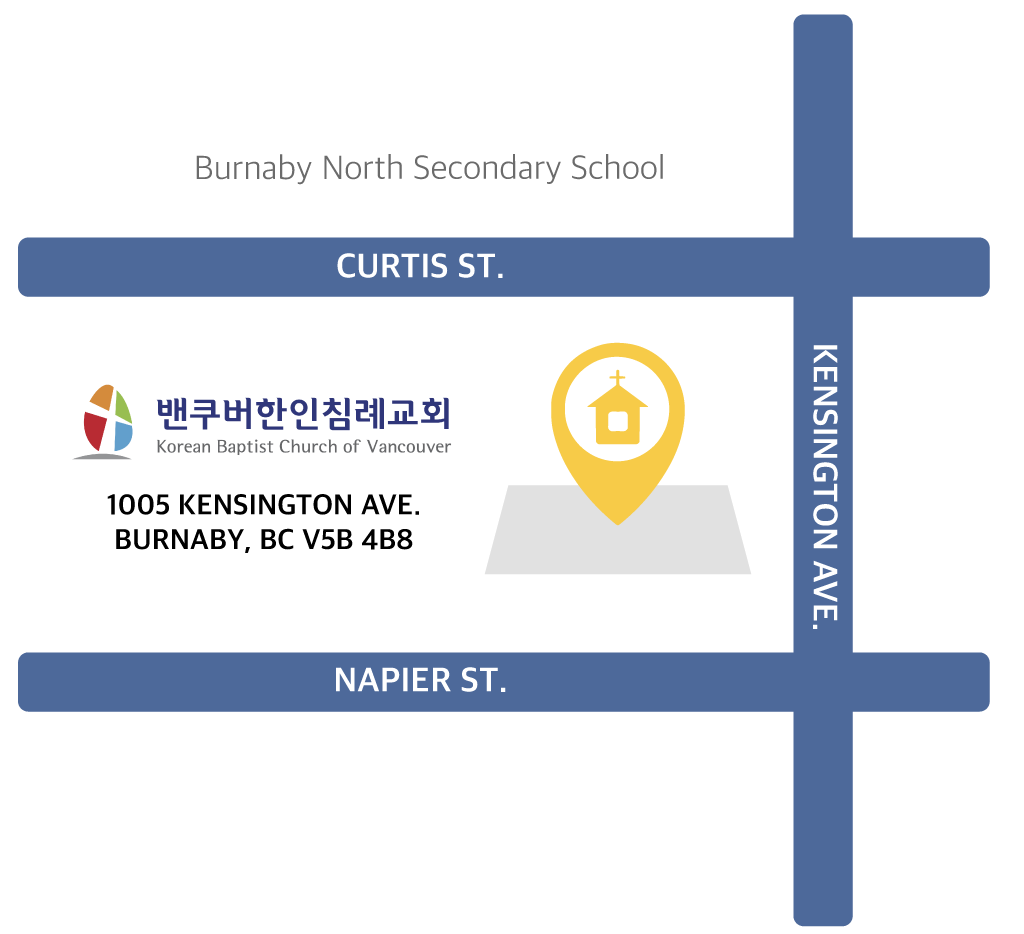 Burnaby North Secondary School
CURTIS ST.
KENSINGTON AVE.
밴쿠버한인침례교회
Korean Baptist Church of Vancouver
1005 KENSINGTON AVE.
BURNABY, BC V5B 4B8
NAPIER ST.